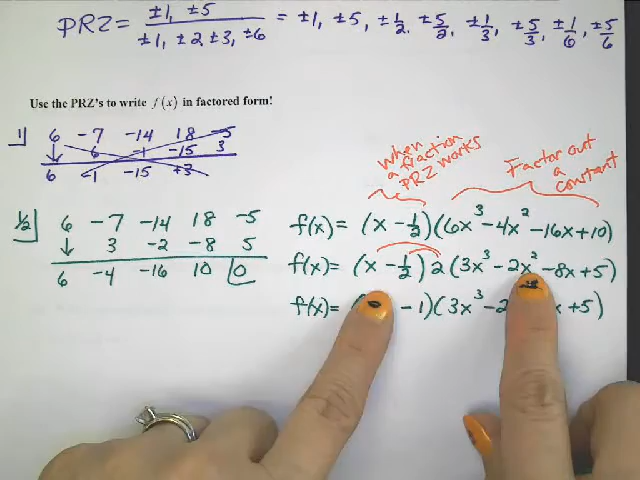 PRZ = ±1, ±5 / ±1, ±2 ±3, ±6 = ±1, ±5, ±1/2, ±5/2, ±1/3, ±5/3, ±1/6, ±5/6
Use the PRZ's to write f(x) in factored form!
1) 6 -7 -14 18 -5
6 -1 -15 3
6 -1 -15 +3
when a fraction PRZ works
Factor out a constant
1/2 6 -7 -14 18 -5
3 -2 -8 5
6 -4 -16 10 0
f(x) = (x - 1/2)(6x³ - 4x² - 16x + 10)
f(x) = (x - 1/2) 2 (3x³ - 2x² - 8x + 5)
f(x) = ( - 1)(3x³ - 2 x + 5)